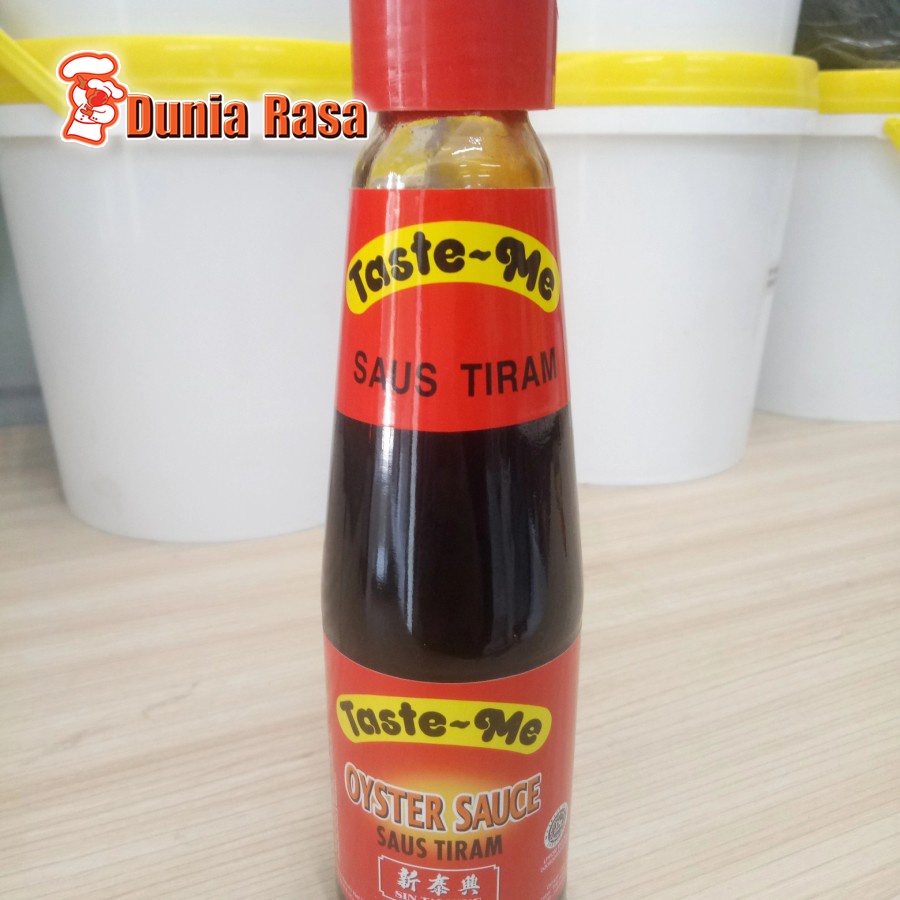 Dunia Rasa
Taste~Me
SAUS TIRAM
Taste~Me
OYSTER SAUCE
SAUS TIRAM
新泰興